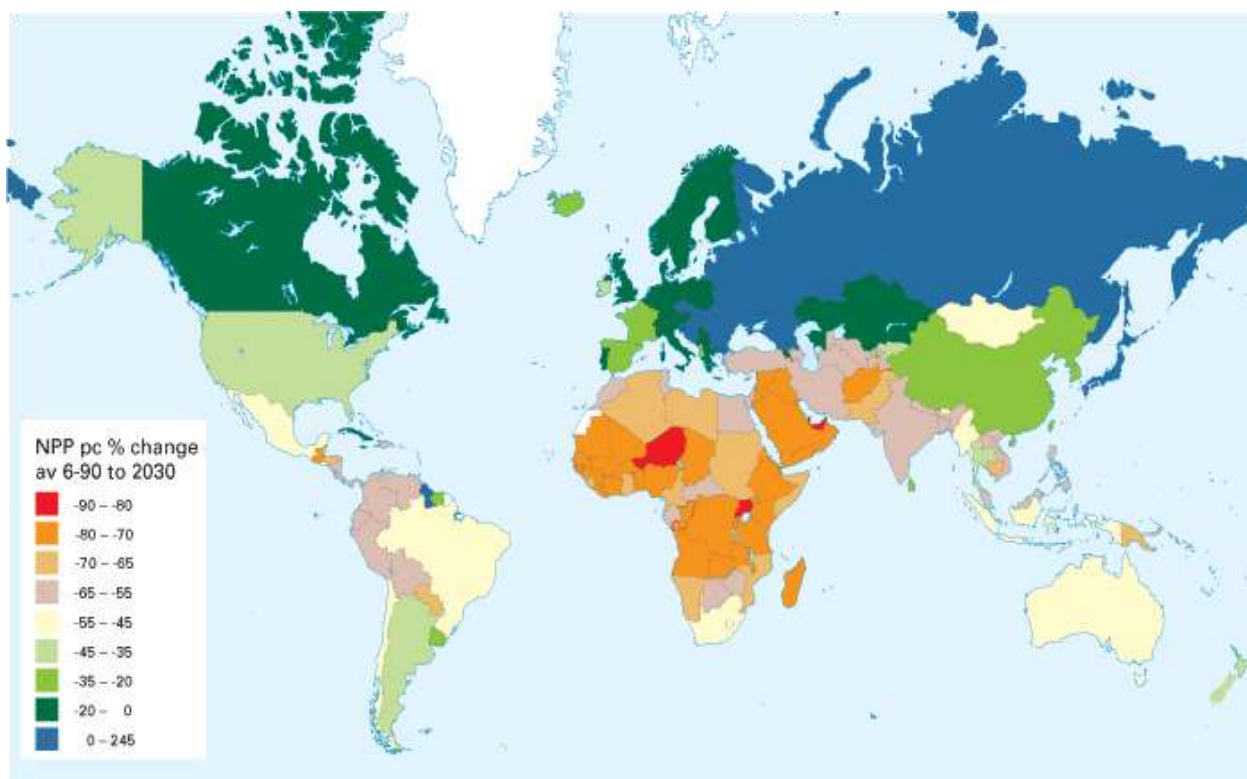 NPP pc % change
av 6-90 to 2030
-90 – -80
-80 – -70
-70 – -65
-65 – -55
-55 – -45
-45 – -35
-35 – -20
-20 – 0
0 – 245